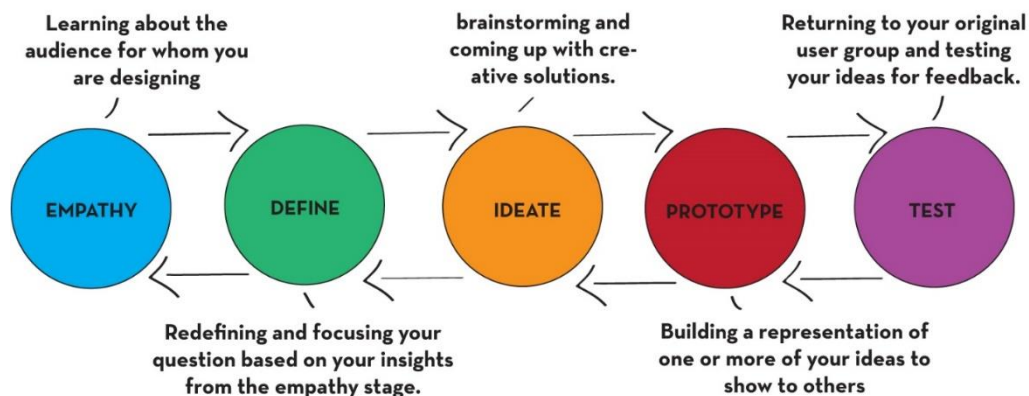 Learning about the
audience for whom you
are designing
brainstorming and
coming up with cre-
ative solutions.
Returning to your original
user group and testing
your ideas for feedback.
EMPATHY
DEFINE
IDEATE
PROTOTYPE
TEST
Redefining and focusing your
question based on your insights
from the empathy stage.
Building a representation of
one or more of your ideas to
show to others